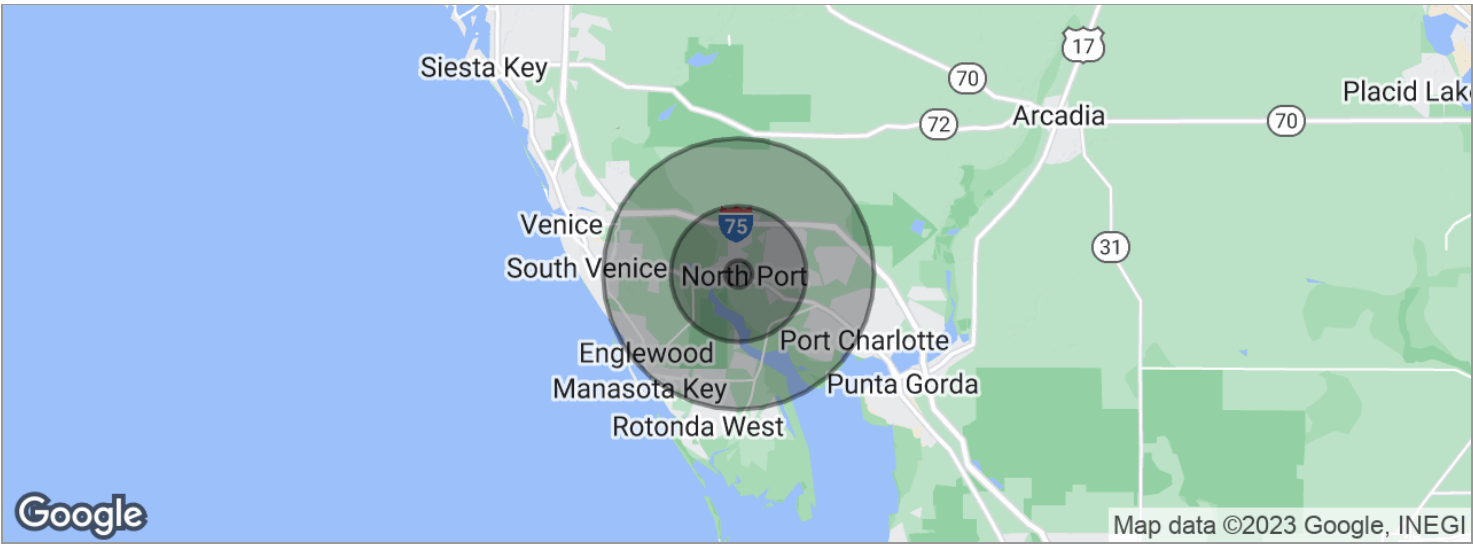 17
Siesta Key
70
Placid Lak
Arcadia
72
70
Venice
75
31
South Venice
North Port
Port Charlotte
Englewood
Punta Gorda
Manasota Key
Rotonda West
Google
Map data ©2023 Google, INEGI